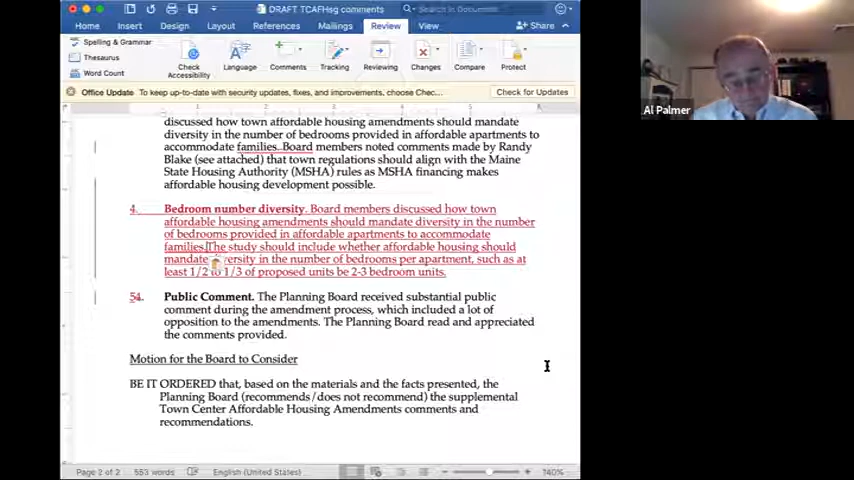 DRAFT TCAFHsg comments
Search in Document
Home Insert Design Layout References Mailings Review View Share
Spelling & Grammar
Thesaurus
Word Count
Check Accessibility
Language
Comments
Tracking
Reviewing
Changes
Compare
Protect
Office Update To keep up-to-date with security updates, fixes, and improvements, choose Chec...
Check for Updates
Al Palmer
discussed how town affordable housing amendments should mandate
diversity in the number of bedrooms provided in affordable apartments to
accommodate families. Board members noted comments made by Randy
Blake (see attached) that town regulations should align with the Maine
State Housing Authority (MSHA) rules as MSHA financing makes
affordable housing development possible.
4. Bedroom number diversity. Board members discussed how town
affordable housing amendments should mandate diversity in the number
of bedrooms provided in affordable apartments to accommodate
families. The study should include whether affordable housing should
mandate diversity in the number of bedrooms per apartment, such as at
least 1/2 to 1/3 of proposed units be 2-3 bedroom units.
54. Public Comment. The Planning Board received substantial public
comment during the amendment process, which included a lot of
opposition to the amendments. The Planning Board read and appreciated
the comments provided.
Motion for the Board to Consider
BE IT ORDERED that, based on the materials and the facts presented, the
Planning Board (recommends/does not recommend) the supplemental
Town Center Affordable Housing Amendments comments and
recommendations.
Page 2 of 2 553 words English (United States) 140%